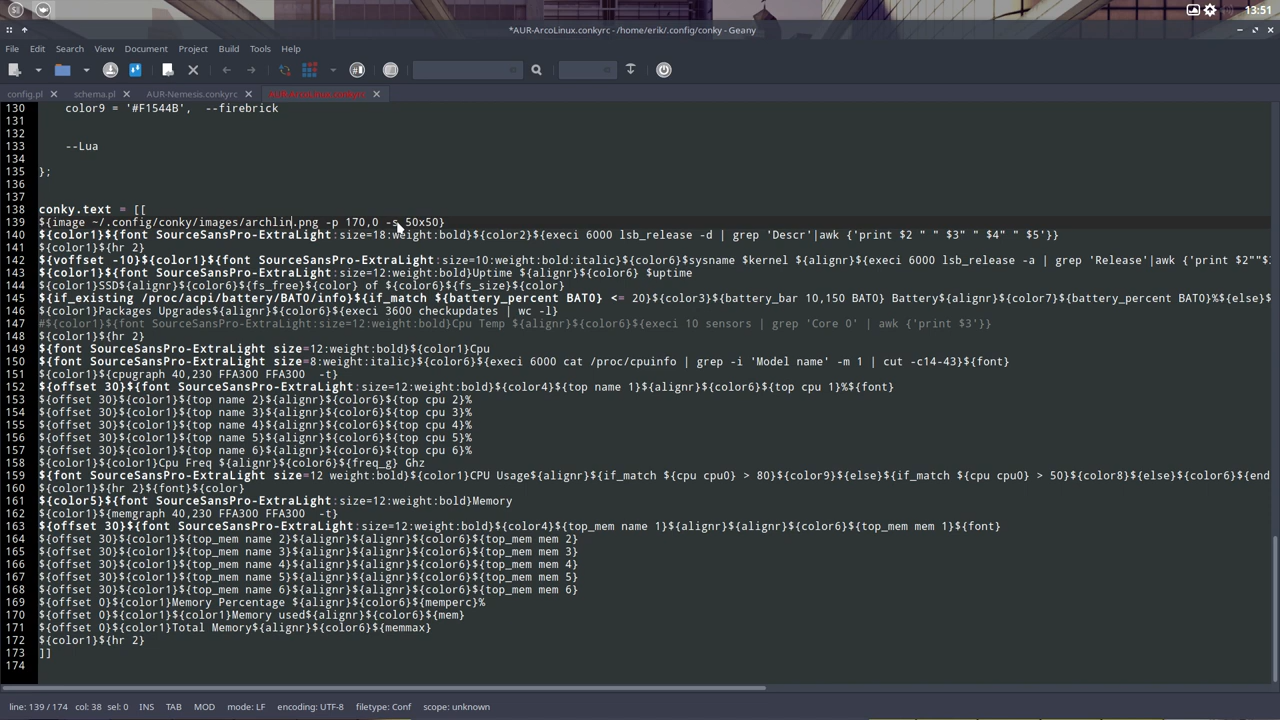 13:51
*AUR-ArcoLinux.conkyrc - /home/erik/.config/conky - Geany
File Edit Search View Document Project Build Tools Help
config.pl schema.pl AUR-Nemesis.conkyrc AUR-ArcoLinux.conkyrc
130 color9 = '#F1544B', --firebrick
131
132
133 --Lua
134
135 };
136
137
138 conky.text = [[
139 ${image ~/.config/conky/images/archlin.png -p 170,0 -s 50x50}
140 ${color1}${font SourceSansPro-ExtraLight:size=18:weight:bold}${color2}${execi 6000 lsb_release -d | grep 'Descr'|awk {'print $2 " " $3" " $4" " $5'}}
141 ${color1}${hr 2}
142 ${voffset -10}${color1}${font SourceSansPro-ExtraLight:size=10:weight:bold:italic}${color6}$sysname $kernel ${alignr}${execi 6000 lsb_release -a | grep 'Release'|awk {'print $2""$
143 ${color1}${font SourceSansPro-ExtraLight:size=12:weight:bold}Uptime ${alignr}${color6} $uptime
144 ${color1}SSD${alignr}${color6}${fs_free}${color} of ${color6}${fs_size}${color}
145 ${if_existing /proc/acpi/battery/BAT0/info}${if_match ${battery_percent BAT0} <= 20}${color3}${battery_bar 10,150 BAT0} Battery${alignr}${color7}${battery_percent BAT0}%${else}$
146 ${color1}Packages Upgrades${alignr}${color6}${execi 3600 checkupdates | wc -l}
147 #${color1}${font SourceSansPro-ExtraLight:size=12:weight:bold}Cpu Temp ${alignr}${color6}${execi 10 sensors | grep 'Core 0' | awk {'print $3'}}
148 ${color1}${hr 2}
149 ${font SourceSansPro-ExtraLight size=12:weight:bold}${color1}Cpu
150 ${font SourceSansPro-ExtraLight size=8:weight:italic}${color6}${execi 6000 cat /proc/cpuinfo | grep -i 'Model name' -m 1 | cut -c14-43}${font}
151 ${color1}${cpugraph 40,230 FFA300 FFA300 -t}
152 ${offset 30}${font SourceSansPro-ExtraLight:size=12:weight:bold}${color4}${top name 1}${alignr}${color6}${top cpu 1}%${font}
153 ${offset 30}${color1}${top name 2}${alignr}${color6}${top cpu 2}%
154 ${offset 30}${color1}${top name 3}${alignr}${color6}${top cpu 3}%
155 ${offset 30}${color1}${top name 4}${alignr}${color6}${top cpu 4}%
156 ${offset 30}${color1}${top name 5}${alignr}${color6}${top cpu 5}%
157 ${offset 30}${color1}${top name 6}${alignr}${color6}${top cpu 6}%
158 ${color1}${color1}Cpu Freq ${alignr}${color6}${freq_g} Ghz
159 ${font SourceSansPro-ExtraLight size=12 weight:bold}${color1}CPU Usage${alignr}${if_match ${cpu cpu0} > 80}${color9}${else}${if_match ${cpu cpu0} > 50}${color8}${else}${color6}${end
160 ${color1}${hr 2}${font}${color}
161 ${color5}${font SourceSansPro-ExtraLight:size=12:weight:bold}Memory
162 ${color1}${memgraph 40,230 FFA300 FFA300 -t}
163 ${offset 30}${font SourceSansPro-ExtraLight:size=12:weight:bold}${color4}${top_mem name 1}${alignr}${alignr}${color6}${top_mem mem 1}${font}
164 ${offset 30}${color1}${top_mem name 2}${alignr}${alignr}${color6}${top_mem mem 2}
165 ${offset 30}${color1}${top_mem name 3}${alignr}${alignr}${color6}${top_mem mem 3}
166 ${offset 30}${color1}${top_mem name 4}${alignr}${alignr}${color6}${top_mem mem 4}
167 ${offset 30}${color1}${top_mem name 5}${alignr}${alignr}${color6}${top_mem mem 5}
168 ${offset 30}${color1}${top_mem name 6}${alignr}${alignr}${color6}${top_mem mem 6}
169 ${offset 0}${color1}Memory Percentage ${alignr}${color6}${memperc}%
170 ${offset 0}${color1}${color1}Memory used${alignr}${color6}${mem}
171 ${offset 0}${color1}Total Memory${alignr}${color6}${memmax}
172 ${color1}${hr 2}
173 ]]
174
line: 139 / 174 col: 38 sel: 0 INS TAB MOD mode: LF encoding: UTF-8 filetype: Conf scope: unknown